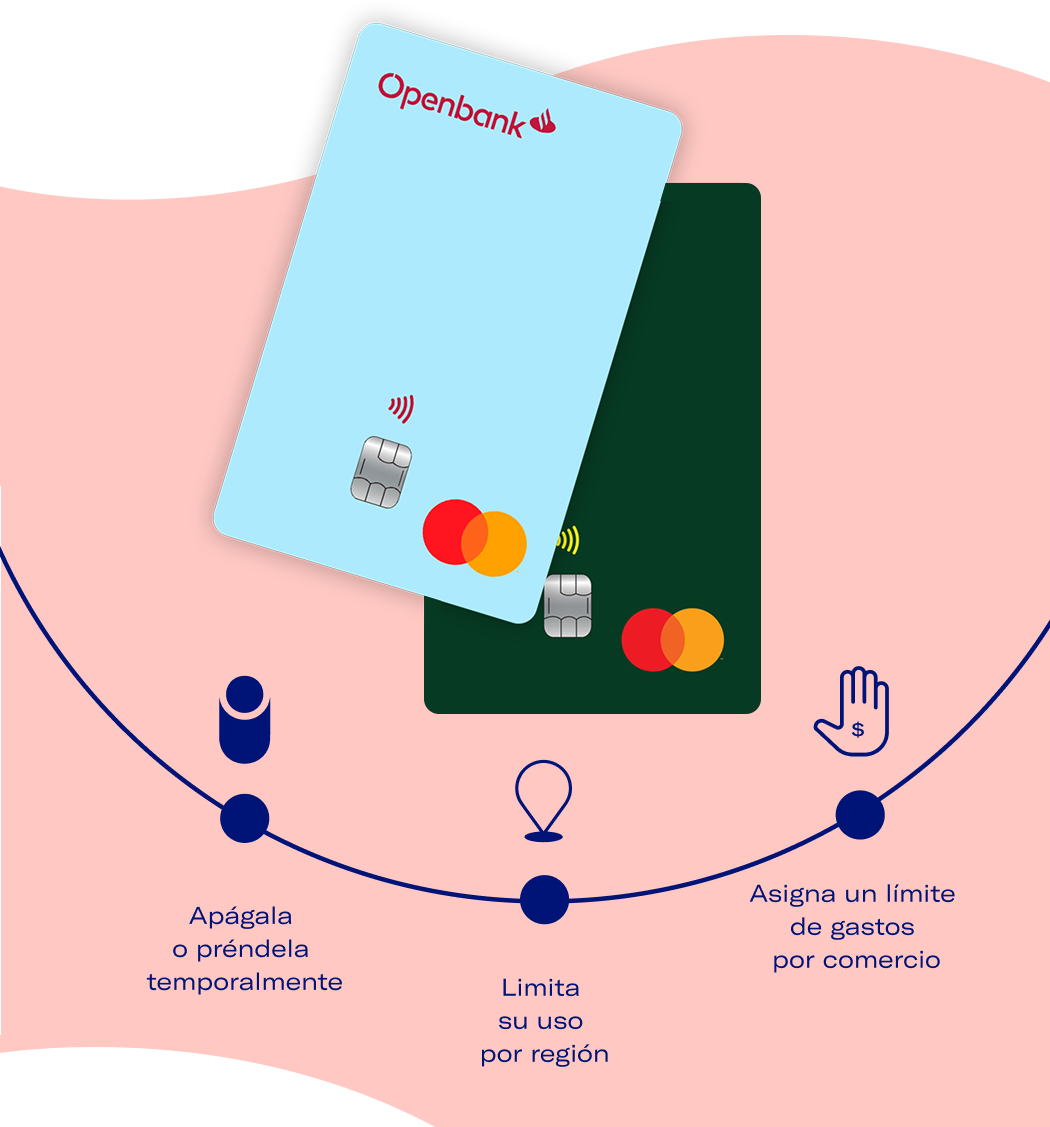 Openbank
$
Apágala
o préndela
temporalmente
Limita
su uso
por región
Asigna un límite
de gastos
por comercio